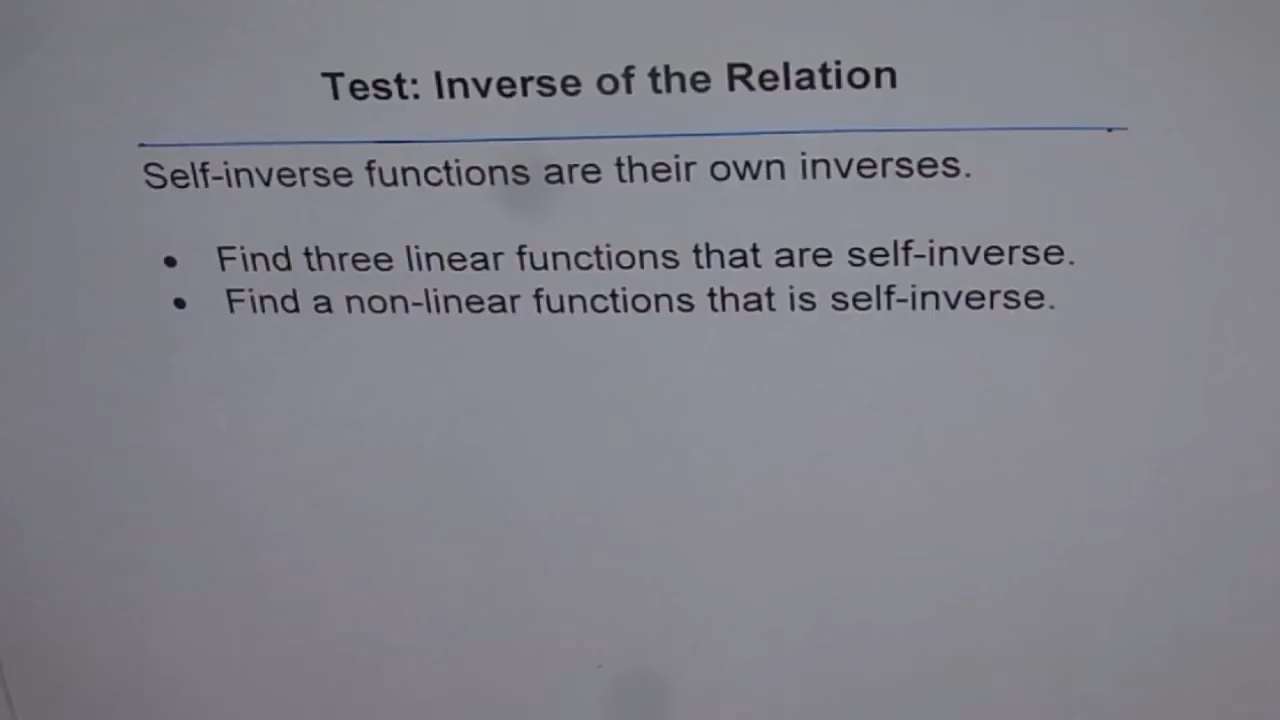 Test: Inverse of the Relation
Self-inverse functions are their own inverses.
• Find three linear functions that are self-inverse.
• Find a non-linear functions that is self-inverse.